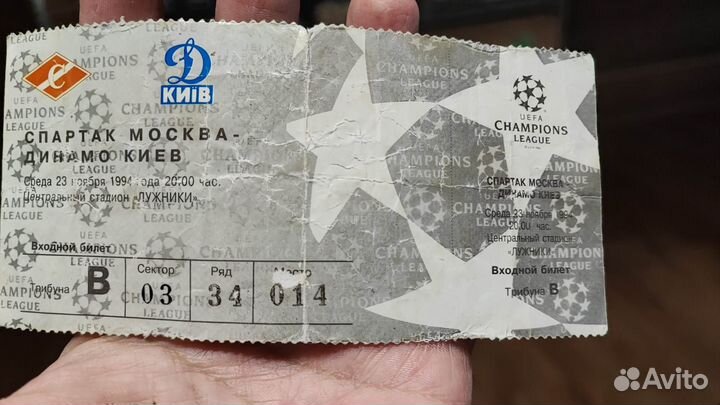 С
Д
КИЇВ
UEFA
CHAMPIONS
LEAGUE
СПАРТАК МОСКВА-
ДИНАМО КИЕВ
Среда 23 ноября 1994 года 20:00 час.
Центральный стадион "ЛУЖНИКИ".
Входной билет
Трибуна B
Сектор 03
Ряд 34
Место 014
UEFA
CHAMPIONS
LEAGUE
СПАРТАК МОСКВА
ДИНАМО КИЕВ
Среда 23 ноября 1994
20:00 час.
Центральный стадион
"ЛУЖНИКИ"
Входной билет
Трибуна B
Avito